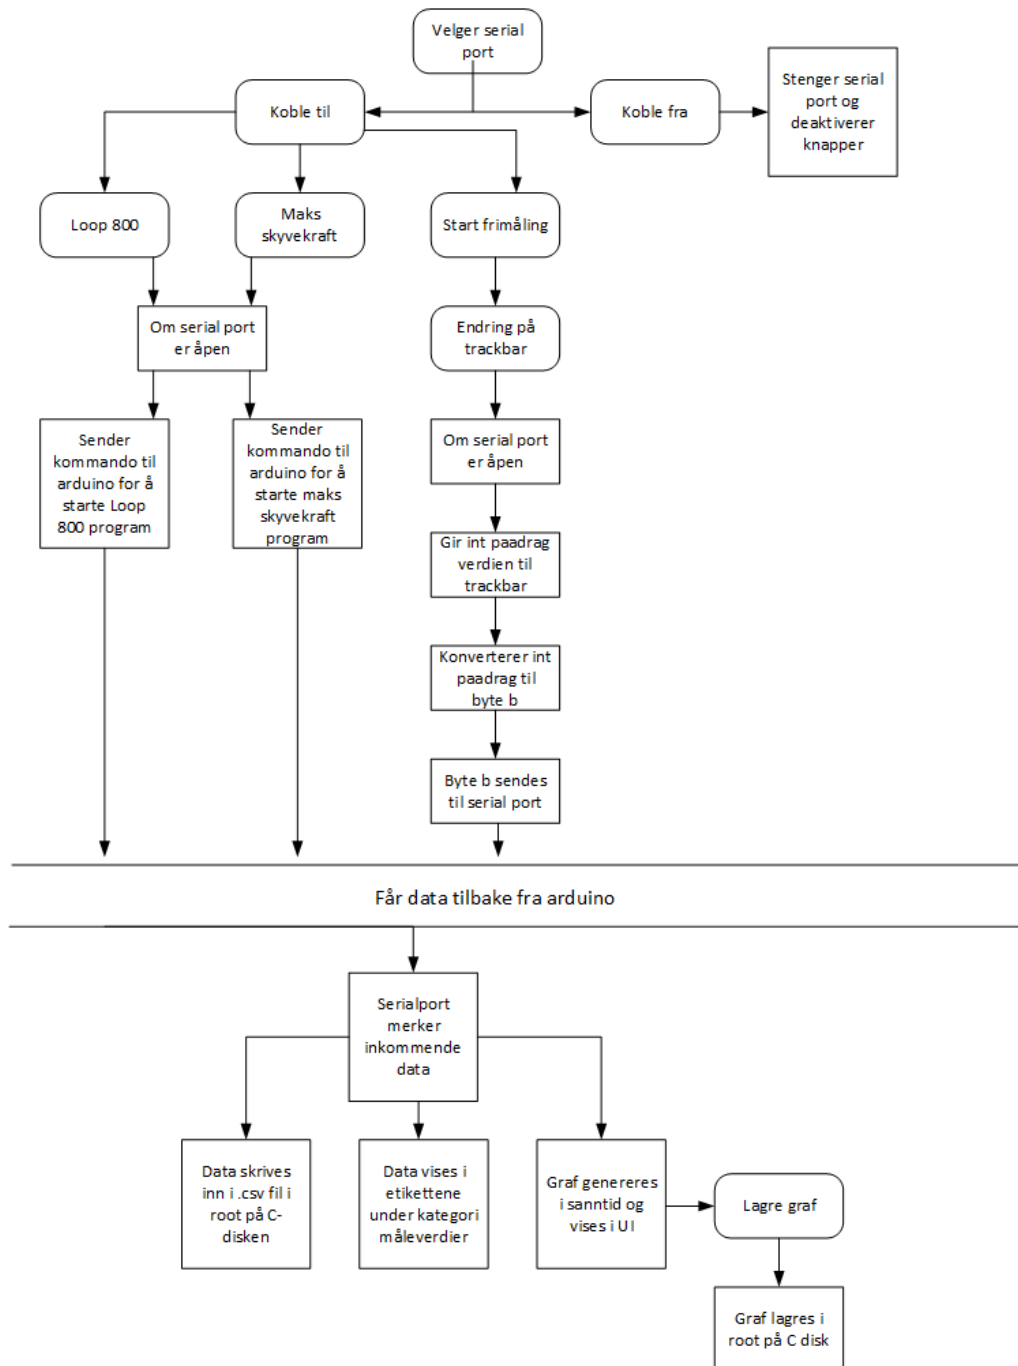 Velger serial
port
Koble til
Koble fra
Stenger serial
port og
deaktiverer
knapper
Loop 800
Maks
skyvekraft
Start frimåling
Om serial port
er åpen
Endring på
trackbar
Sender
kommando til
arduino for å
starte Loop
800 program
Sender
kommando til
arduino for å
starte maks
skyvekraft
program
Om serial port
er åpen
Gir int paadrag
verdien til
trackbar
Konverterer int
paadrag til
byte b
Byte b sendes
til serial port
Får data tilbake fra arduino
Serialport
merker
inkommende
data
Data skrives
inn i .csv fil i
root på C-
disken
Data vises i
etikettene
under kategori
måleverdier
Graf genereres
i sanntid og
vises i UI
Lagre graf
Graf lagres i
root på C disk